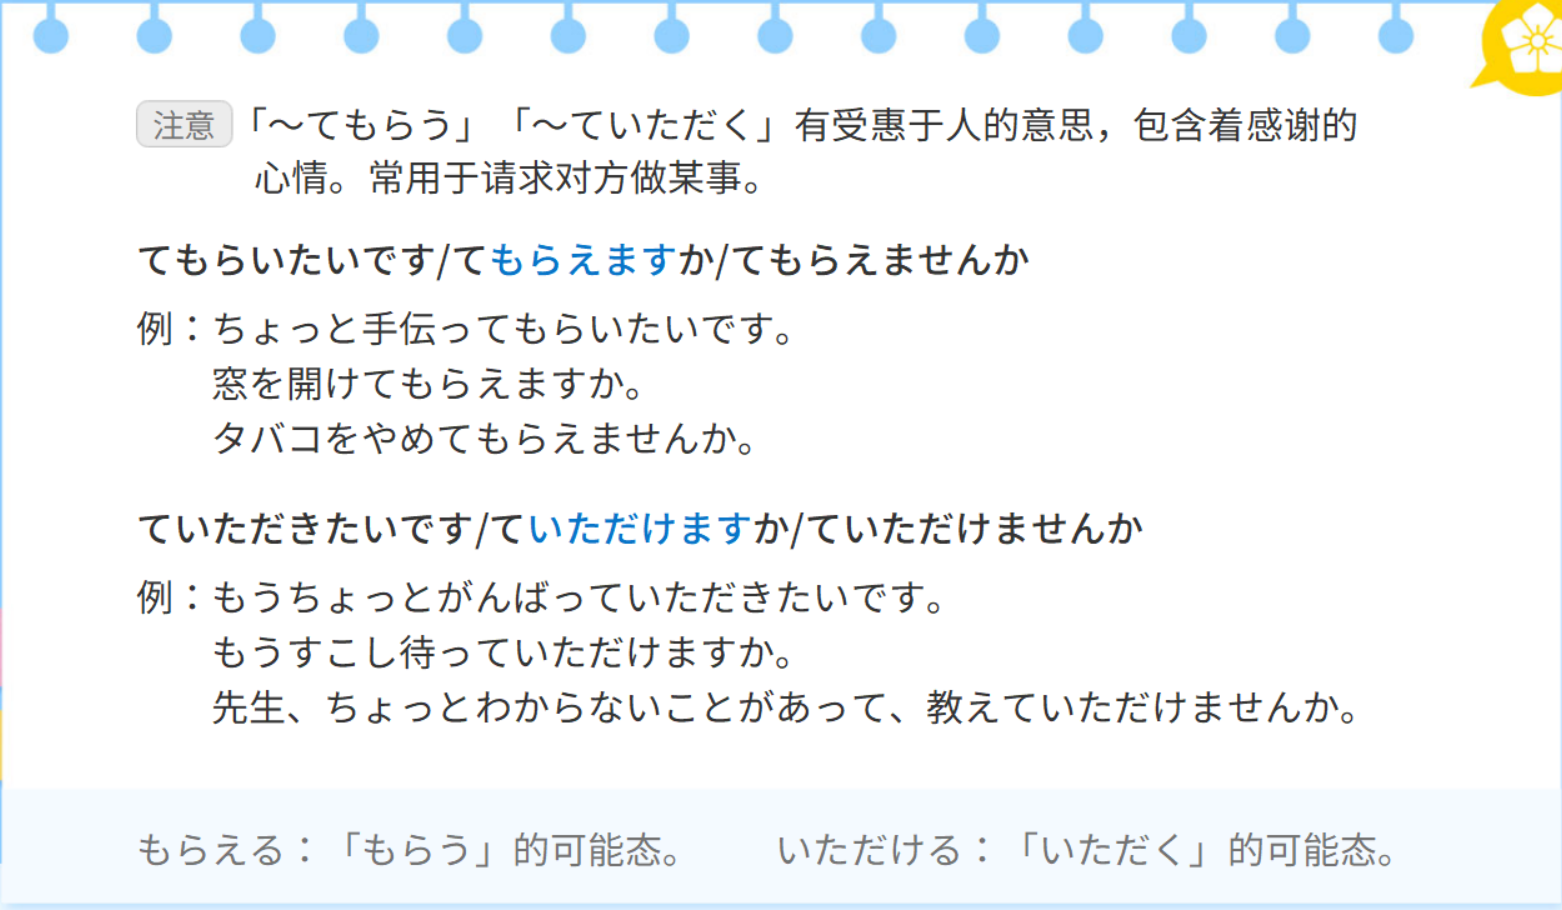 注意 「～てもらう」「～ていただく」有受惠于人的意思，包含着感谢的
心情。常用于请求对方做某事。
てもらいたいです/てもらえますか/てもらえませんか
例：ちょっと手伝ってもらいたいです。
窓を開けてもらえますか。
タバコをやめてもらえませんか。
ていただきたいです/ていただけますか/ていただけませんか
例：もうちょっとがんばっていただきたいです。
もうすこし待っていただけますか。
先生、ちょっとわからないことがあって、教えていただけませんか。
もらえる：「もらう」的可能态。 いただける：「いただく」的可能态。